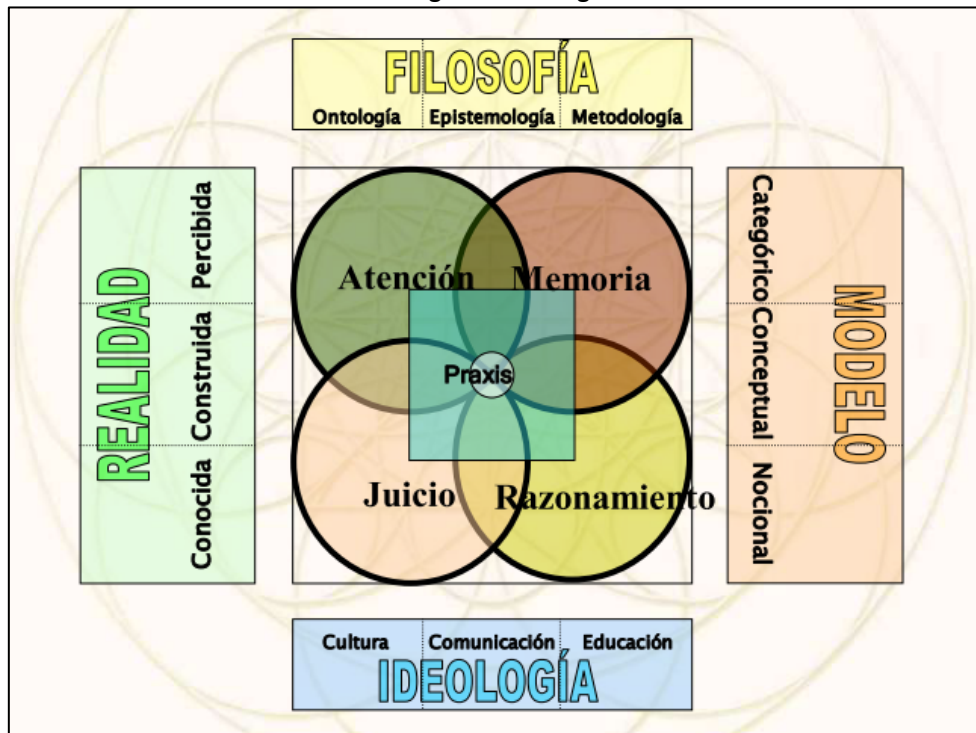 FILOSOFÍA
Ontología Epistemología Metodología
REALIDAD
Percibida
Construida
Conocida
Atención Memoria
Praxis
Juicio Razonamiento
Categórico
Conceptual
Nocional
MODELO
Cultura Comunicación Educación
IDEOLOGÍA